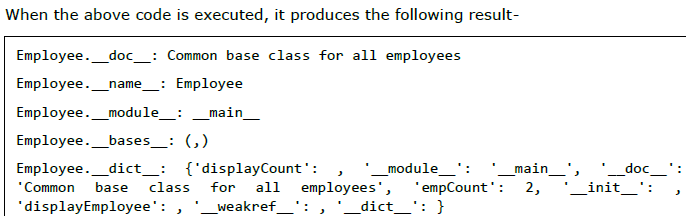 When the above code is executed, it produces the following result-
Employee.__doc__: Common base class for all employees
Employee.__name__: Employee
Employee.__module__: __main__
Employee.__bases__: (,)
Employee.__dict__: {'displayCount': , '__module__': '__main__', '__doc__':
'Common base class for all employees', 'empCount': 2, '__init__': ,
'displayEmployee': , '__weakref__': , '__dict__': }